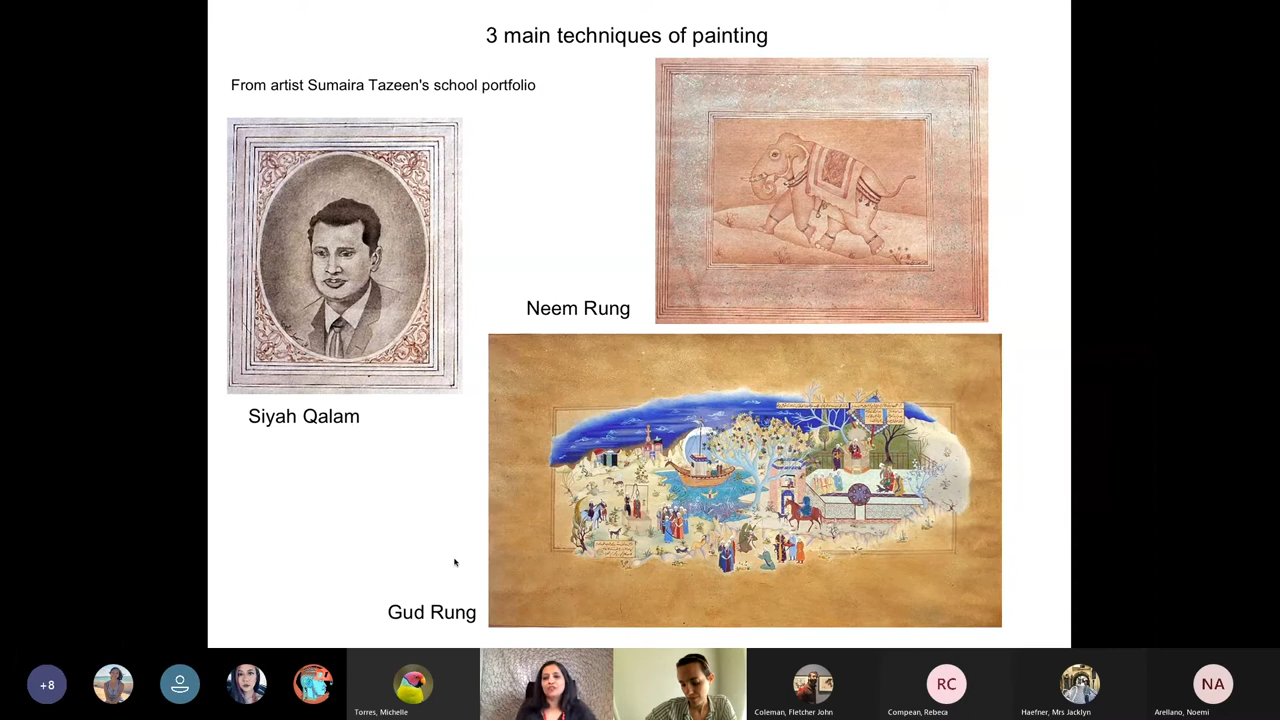 3 main techniques of painting
From artist Sumaira Tazeen's school portfolio
Neem Rung
Siyah Qalam
Gud Rung
+8
Torres, Michelle
Coleman, Fletcher John
RC
Compean, Rebeca
Haefner, Mrs Jacklyn
NA
Arellano, Noemi